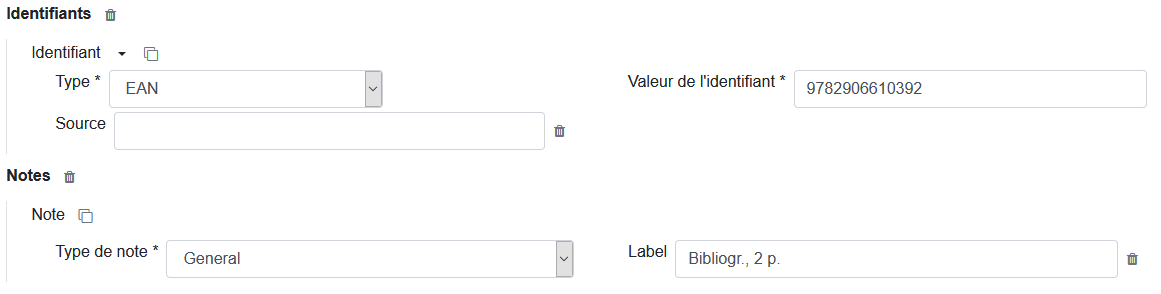 Identifiants
Identifiant
Type * EAN Valeur de l'identifiant * 9782906610392
Source
Notes
Note
Type de note * General Label Bibliogr., 2 p.